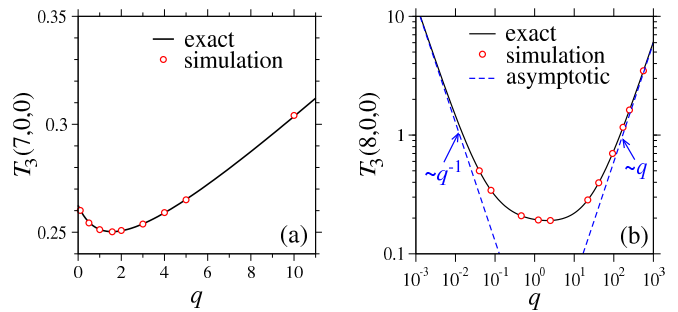 0.35
0.3
0.25
T₃(7,0,0)
exact
simulation
(a)
0 2 4 6 8 10
q
10
1
0.1
T₃(8,0,0)
exact
simulation
asymptotic
~q⁻¹
~q
(b)
10⁻³ 10⁻² 10⁻¹ 10⁰ 10¹ 10² 10³
q